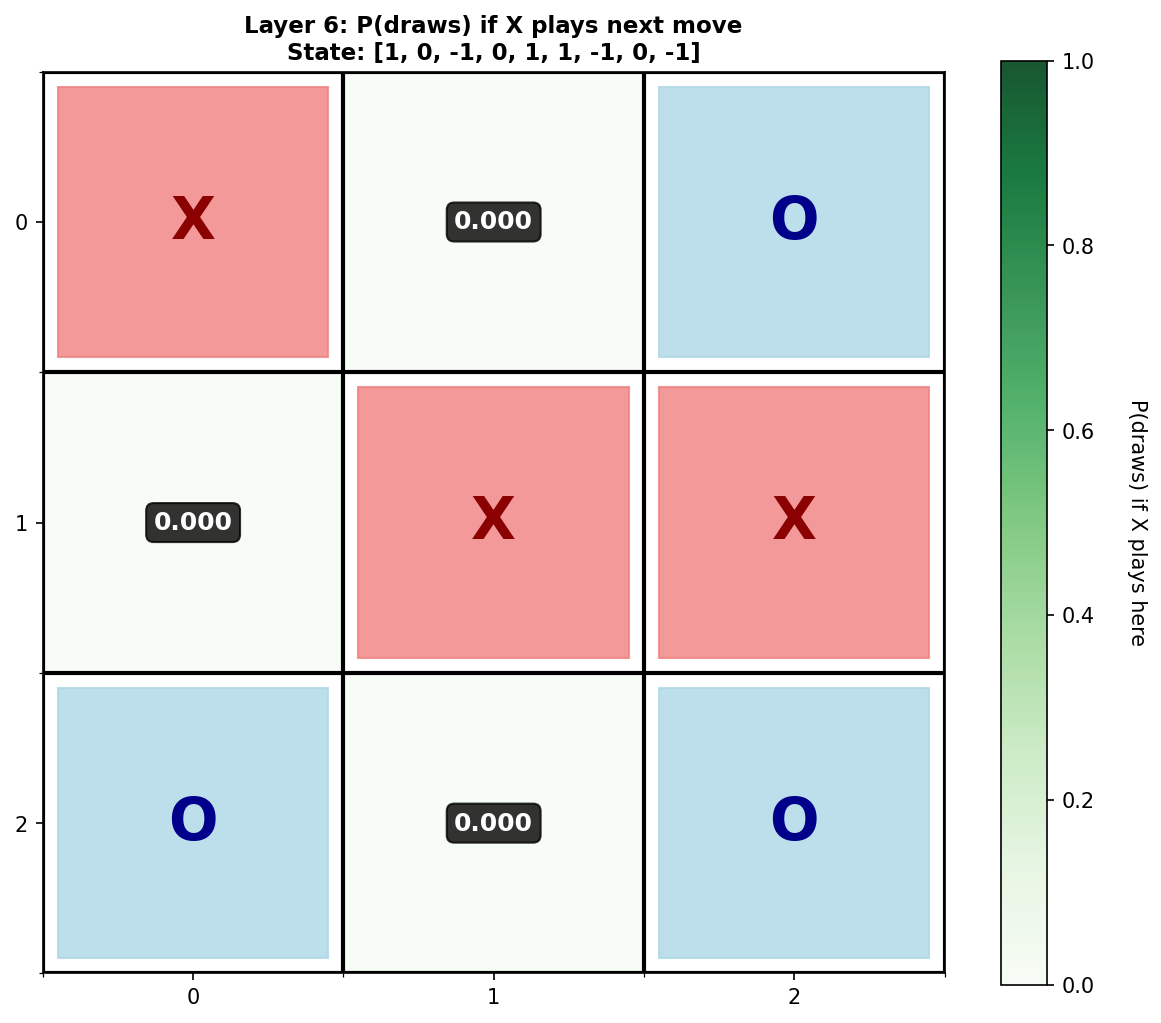 Layer 6: P(draws) if X plays next move
State: [1, 0, -1, 0, 1, 1, -1, 0, -1]
0
X
0.000
O
1
0.000
X
X
2
O
0.000
O
0
1
2
1.0
0.8
0.6
0.4
0.2
0.0
P(draws) if X plays here